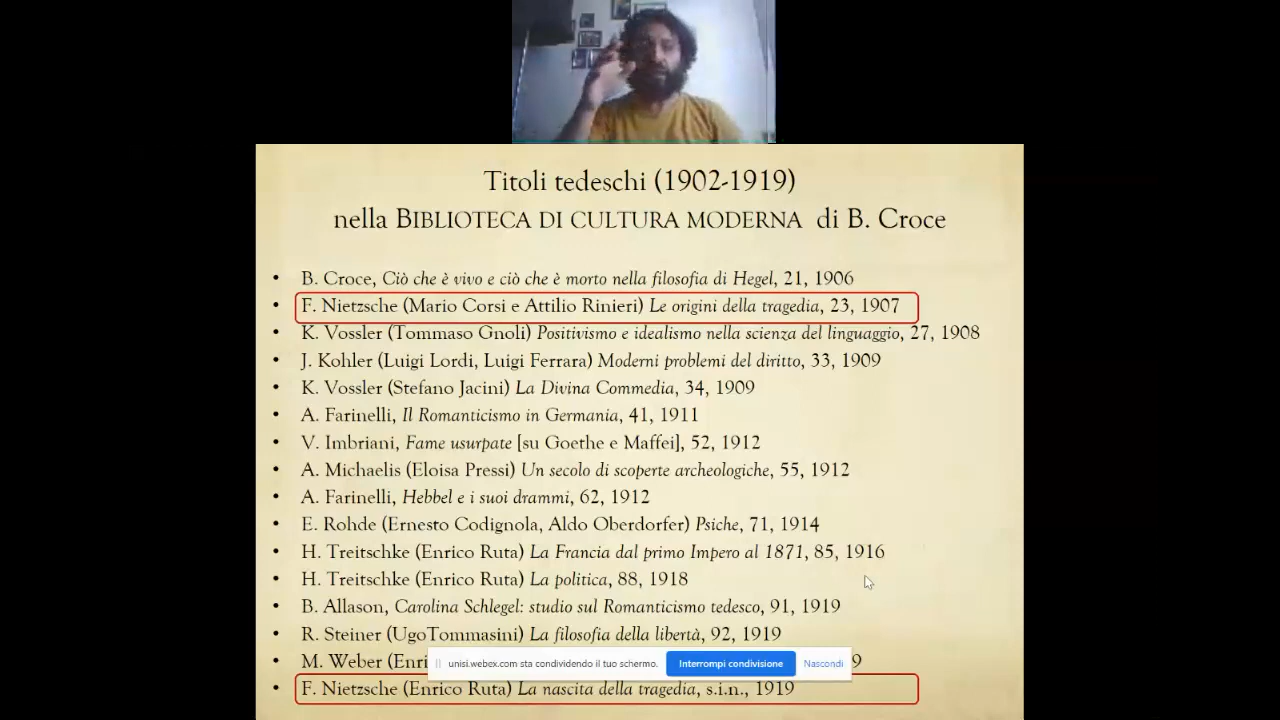 Titoli tedeschi (1902-1919)
nella BIBLIOTECA DI CULTURA MODERNA di B. Croce
• B. Croce, Ciò che è vivo e ciò che è morto nella filosofia di Hegel, 21, 1906
• F. Nietzsche (Mario Corsi e Attilio Rinieri) Le origini della tragedia, 23, 1907
• K. Vossler (Tommaso Gnoli) Positivismo e idealismo nella scienza del linguaggio, 27, 1908
• J. Kohler (Luigi Lordi, Luigi Ferrara) Moderni problemi del diritto, 33, 1909
• K. Vossler (Stefano Jacini) La Divina Commedia, 34, 1909
• A. Farinelli, Il Romanticismo in Germania, 41, 1911
• V. Imbriani, Fame usurpate [su Goethe e Maffei], 52, 1912
• A. Michaelis (Eloisa Pressi) Un secolo di scoperte archeologiche, 55, 1912
• A. Farinelli, Hebbel e i suoi drammi, 62, 1912
• E. Rohde (Ernesto Codignola, Aldo Oberdorfer) Psiche, 71, 1914
• H. Treitschke (Enrico Ruta) La Francia dal primo Impero al 1871, 85, 1916
• H. Treitschke (Enrico Ruta) La politica, 88, 1918
• B. Allason, Carolina Schlegel: studio sul Romanticismo tedesco, 91, 1919
• R. Steiner (UgoTommasini) La filosofia della libertà, 92, 1919
• M. Weber (Enri 9
unisi.webex.com sta condividendo il tuo schermo. Interrompi condivisione Nascondi
• F. Nietzsche (Enrico Ruta) La nascita della tragedia, s.i.n., 1919